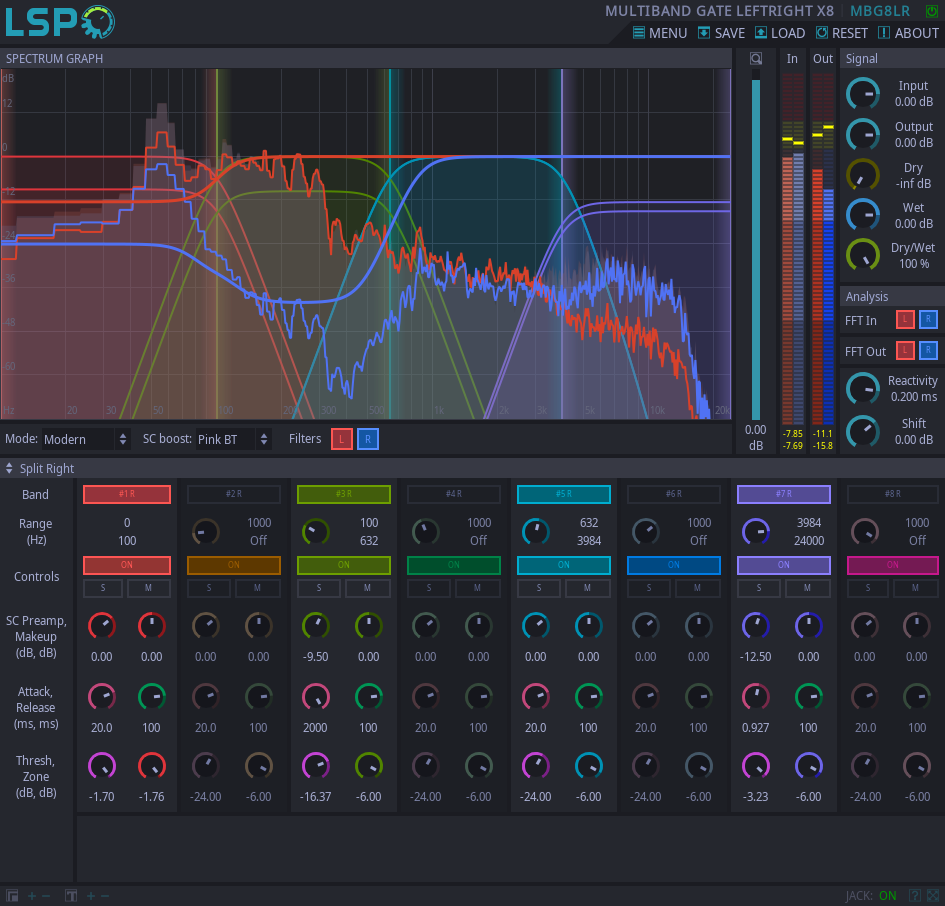 LSP
MULTIBAND GATE LEFTRIGHT X8 MBG8LR
MENU SAVE LOAD RESET ABOUT
SPECTRUM GRAPH
In Out
Signal
dB
12
0
-12
-24
-36
-48
-60
Hz 20 30 50 100 200 300 500 1k 2k 3k 5k 10k 20k
0.00
dB
-7.85 -11.1
-7.69 -15.8
Input
0.00 dB
Output
0.00 dB
Dry
-inf dB
Wet
0.00 dB
Dry/Wet
100 %
Analysis
FFT In L R
FFT Out L R
Reactivity
0.200 ms
Shift
0.00 dB
Mode: Modern SC boost: Pink BT Filters L R
Split Right
Band #1 R #2 R #3 R #4 R #5 R #6 R #7 R #8 R
Range 0 1000 100 1000 632 1000 3984 1000
(Hz) 100 Off 632 Off 3984 Off 24000 Off
Controls ON ON ON ON ON ON ON ON
S M S M S M S M S M S M S M S M
SC Preamp,
Makeup
(dB, dB) 0.00 0.00 0.00 0.00 -9.50 0.00 0.00 0.00 0.00 0.00 0.00 0.00 -12.50 0.00 0.00 0.00
Attack,
Release
(ms, ms) 20.0 100 20.0 100 2000 100 20.0 100 20.0 100 20.0 100 0.927 100 20.0 100
Thresh,
Zone
(dB, dB) -1.70 -1.76 -24.00 -6.00 -16.37 -6.00 -24.00 -6.00 -24.00 -6.00 -24.00 -6.00 -3.23 -6.00 -24.00 -6.00
JACK: ON